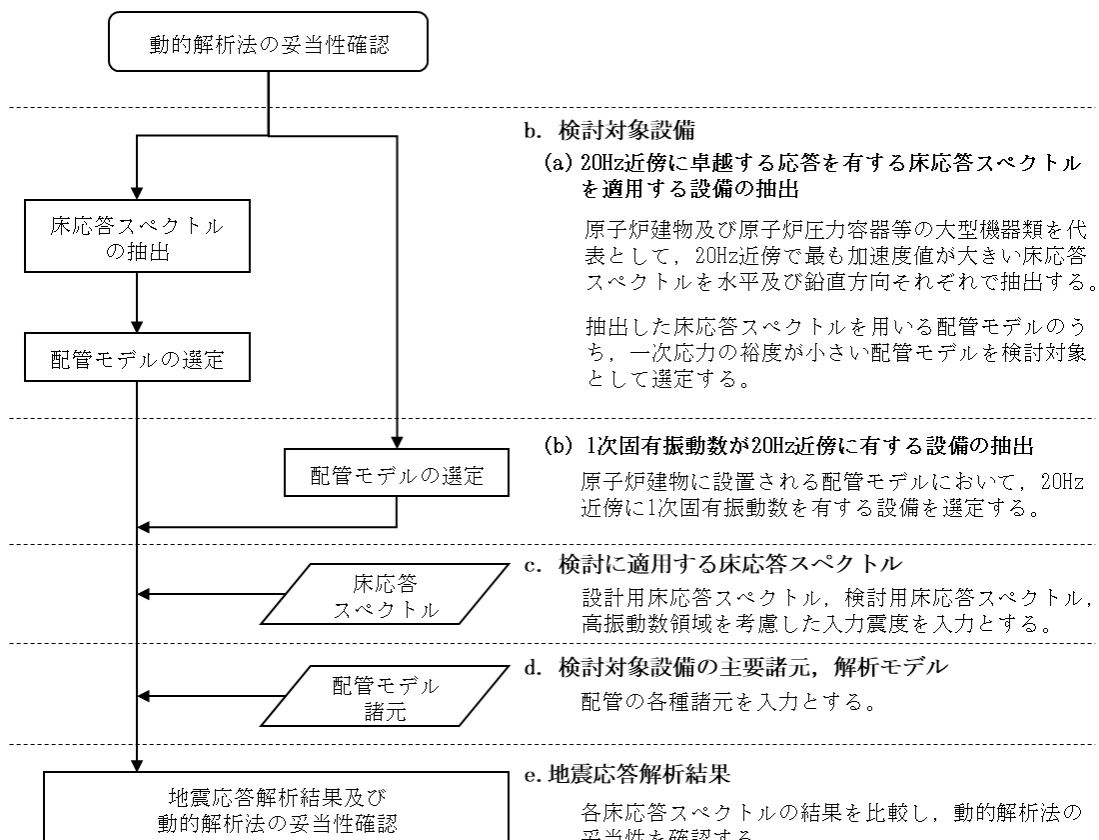 動的解析法の妥当性確認
b. 検討対象設備
(a) 20Hz近傍に卓越する応答を有する床応答スペクトル
を適用する設備の抽出
床応答スペクトル
の抽出
原子炉建物及び原子炉圧力容器等の大型機器類を代
表として，20Hz近傍で最も加速度値が大きい床応答
スペクトルを水平及び鉛直方向それぞれで抽出する。
配管モデルの選定
抽出した床応答スペクトルを用いる配管モデルのう
ち，一次応力の裕度が小さい配管モデルを検討対象
として選定する。
(b) 1次固有振動数が20Hz近傍に有する設備の抽出
配管モデルの選定
原子炉建物に設置される配管モデルにおいて，20Hz
近傍に1次固有振動数を有する設備を選定する。
c. 検討に適用する床応答スペクトル
床応答
スペクトル
設計用床応答スペクトル，検討用床応答スペクトル，
高振動数領域を考慮した入力震度を入力とする。
d. 検討対象設備の主要諸元，解析モデル
配管モデル
諸元
配管の各種諸元を入力とする。
e. 地震応答解析結果
地震応答解析結果及び
動的解析法の妥当性確認
各床応答スペクトルの結果を比較し，動的解析法の
妥当性を確認する。